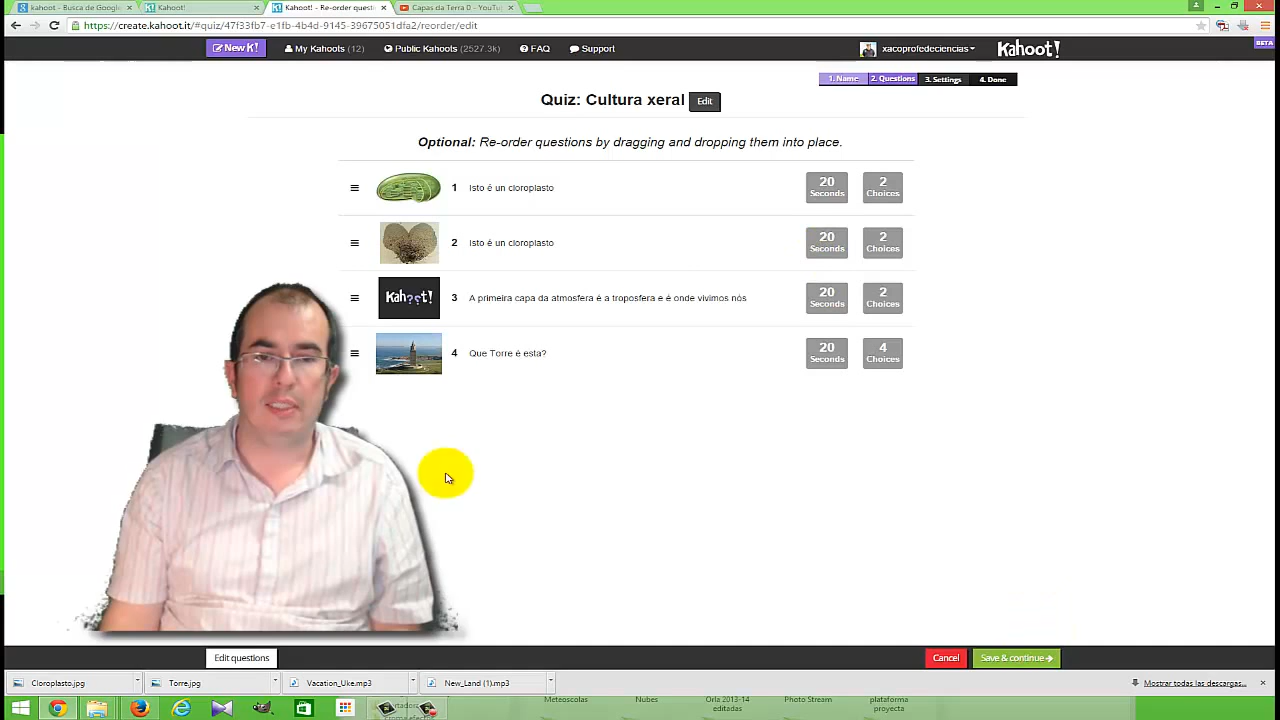 kahoot - Busca de Google
Kahoot!
Kahoot! - Re-order questi
Capas da Terra 0 - YouTu
https://create.kahoot.it/#quiz/47f33fb7-e1fb-4b4d-9145-39675051dfa2/reorder/edit
New K!
My Kahoots (12)
Public Kahoots (2527.3k)
FAQ
Support
xacoprofedeciencias
Kahoot!
BETA
1. Name
2. Questions
3. Settings
4. Done
Quiz: Cultura xeral
Edit
Optional: Re-order questions by dragging and dropping them into place.
1 Isto é un cloroplasto 20 Seconds 2 Choices
2 Isto é un cloroplasto 20 Seconds 2 Choices
Kahoot!
3 A primeira capa da atmosfera é a troposfera e é onde vivimos nós 20 Seconds 2 Choices
4 Que Torre é esta? 20 Seconds 4 Choices
Edit questions
Cancel
Save & continue
Cloroplasto.jpg
Torre.jpg
Vacation_Uke.mp3
New_Land (1).mp3
Mostrar todas las descargas...
Meteoscolas
Nubes
Orla 2013-14 editadas
Photo Stream
plataforma proyecta